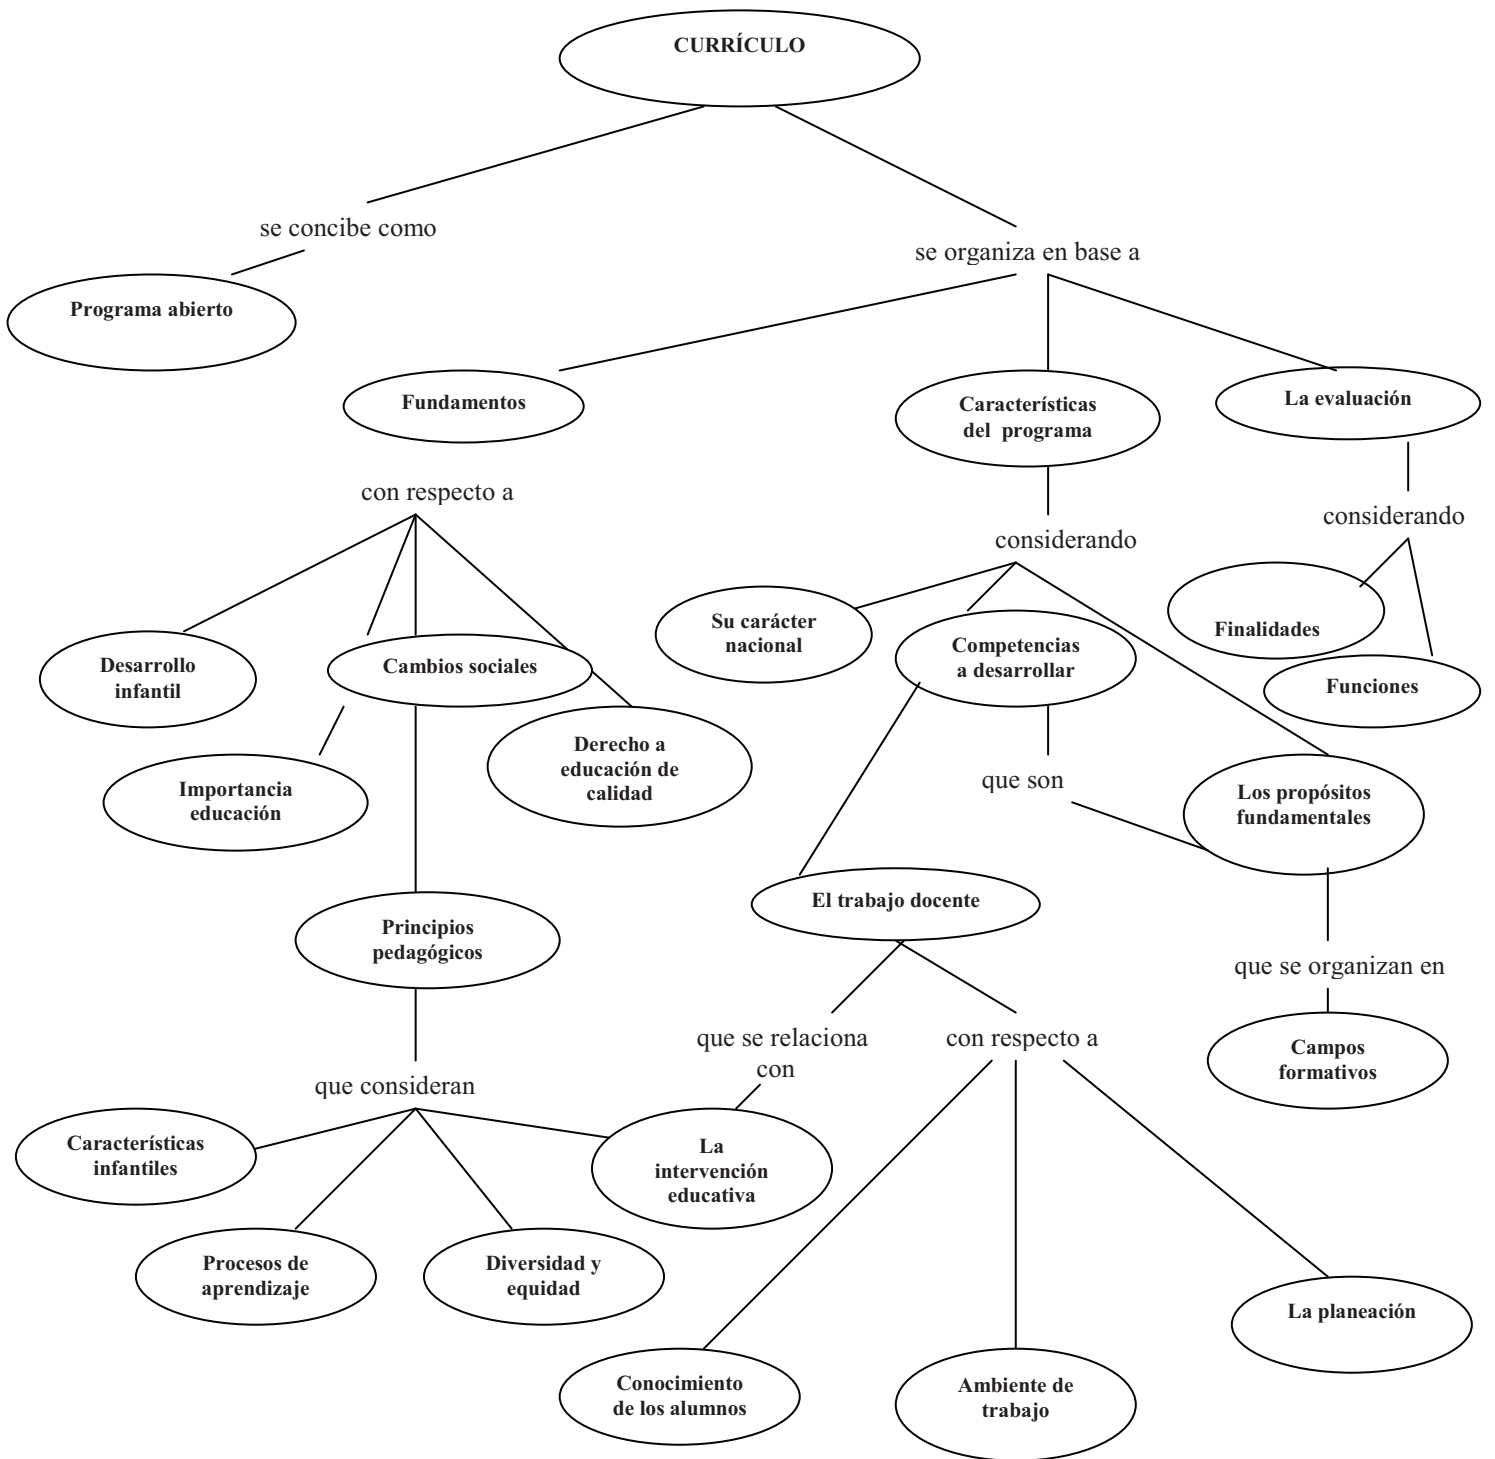 CURRÍCULO
se concibe como
se organiza en base a
Programa abierto
Fundamentos
Características
del programa
La evaluación
con respecto a
considerando
considerando
Su carácter
nacional
Competencias
a desarrollar
Finalidades
Desarrollo
infantil
Cambios sociales
Funciones
Derecho a
educación de
calidad
Importancia
educación
que son
Los propósitos
fundamentales
El trabajo docente
Principios
pedagógicos
que se organizan en
que se relaciona
con
con respecto a
Campos
formativos
que consideran
Características
infantiles
La
intervención
educativa
Procesos de
aprendizaje
Diversidad y
equidad
La planeación
Conocimiento
de los alumnos
Ambiente de
trabajo